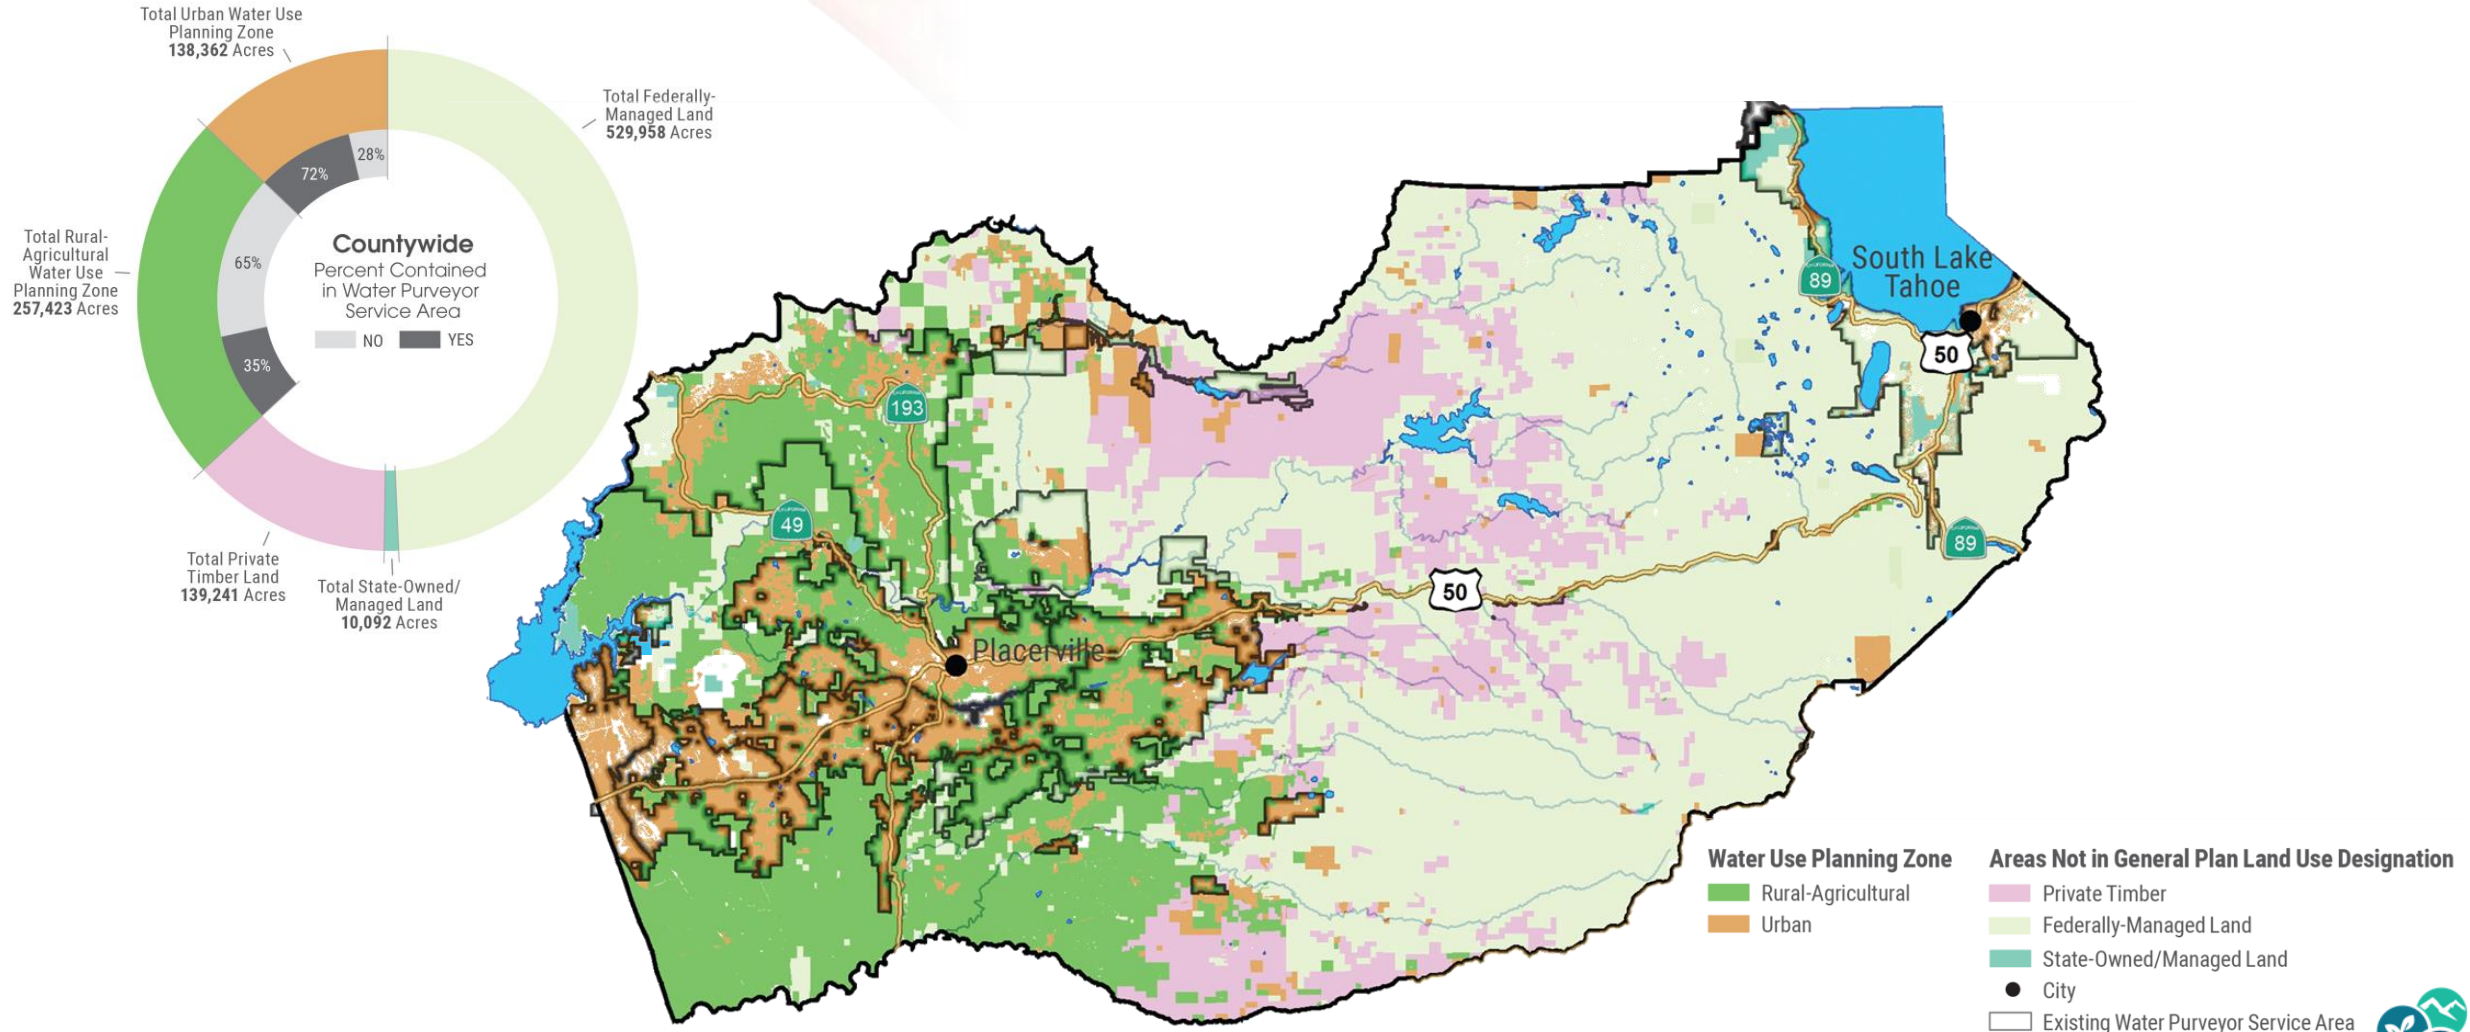 Total Urban Water Use
Planning Zone
138,362 Acres
Total Federally-
Managed Land
529,958 Acres
28%
72%
65%
35%
Countywide
Percent Contained
in Water Purveyor
Service Area
NO
YES
Total Rural-
Agricultural
Water Use
Planning Zone
257,423 Acres
Total Private
Timber Land
139,241 Acres
Total State-Owned/
Managed Land
10,092 Acres
South Lake
Tahoe
89
50
193
49
89
50
Placerville
Water Use Planning Zone
Rural-Agricultural
Urban
Areas Not in General Plan Land Use Designation
Private Timber
Federally-Managed Land
State-Owned/Managed Land
City
Existing Water Purveyor Service Area